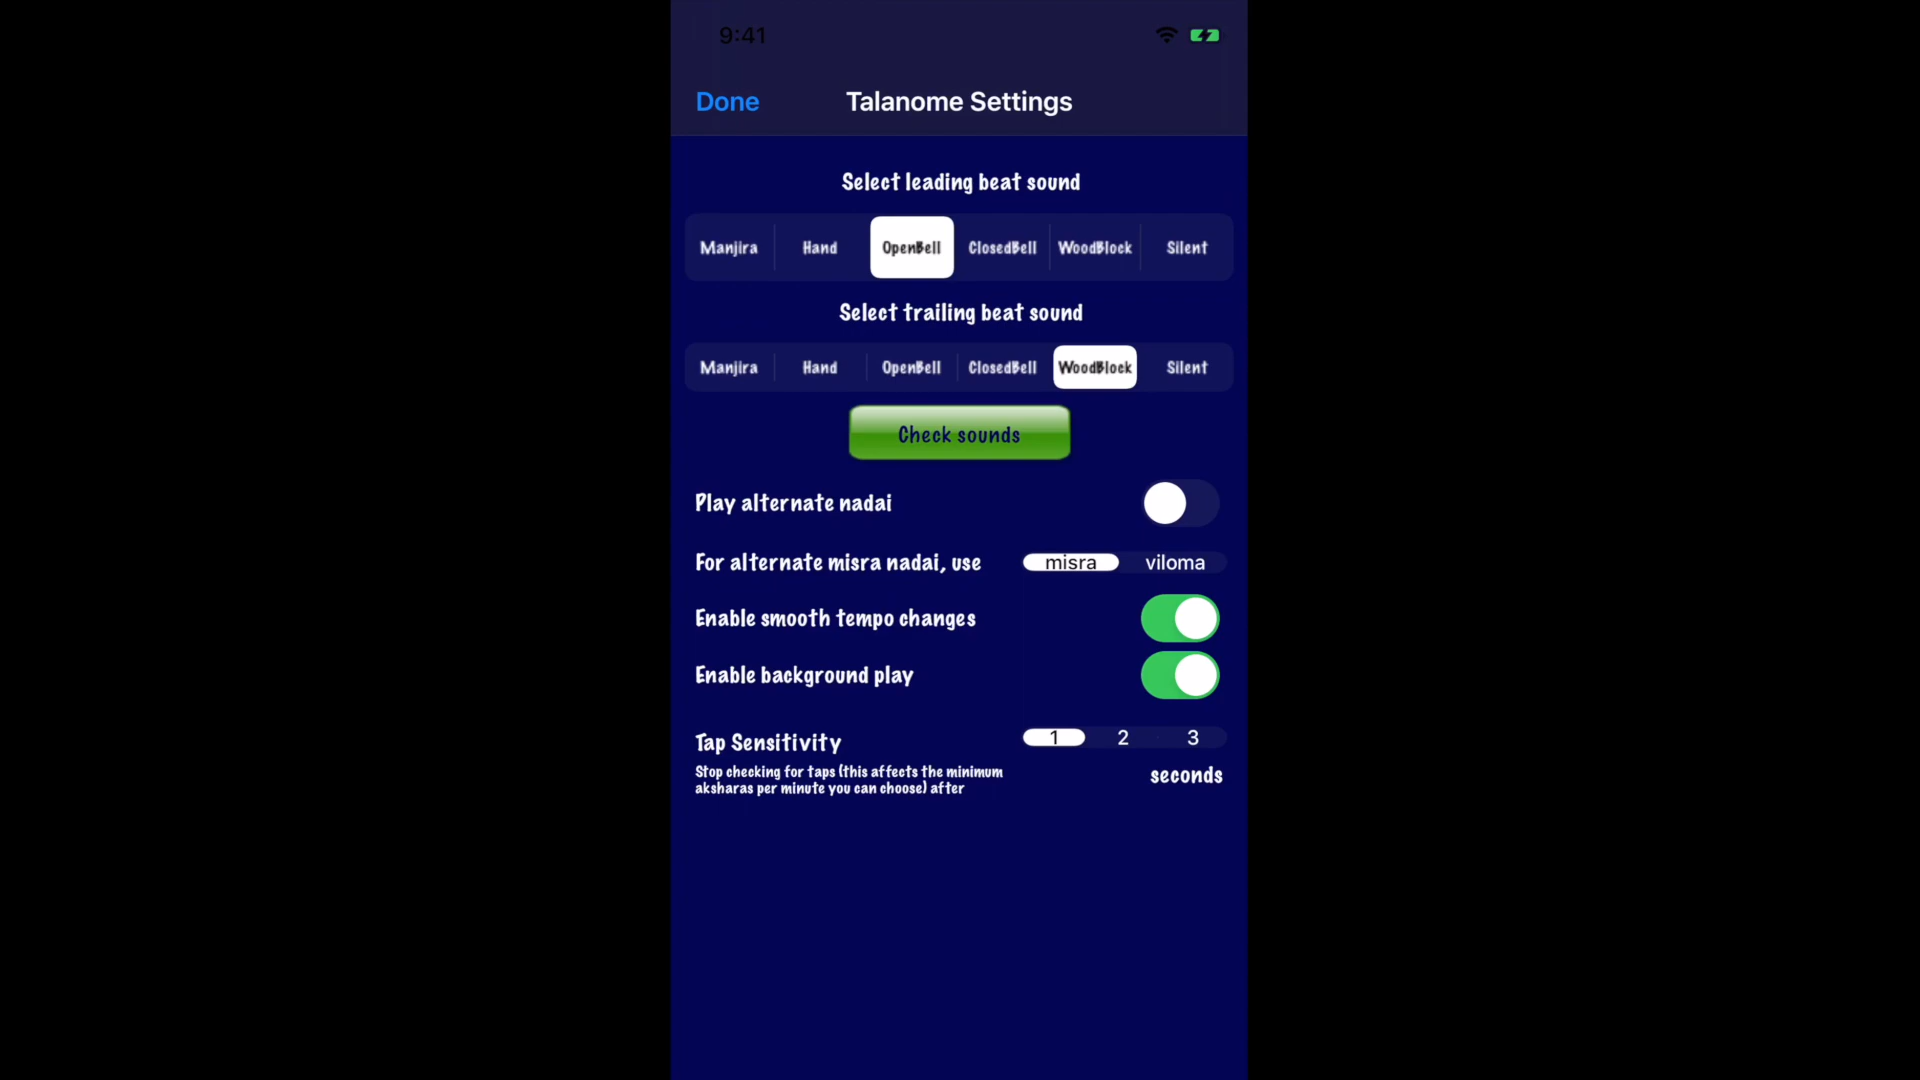 9:41
Done Talanome Settings
Select leading beat sound
Manjira Hand OpenBell ClosedBell WoodBlock Silent
Select trailing beat sound
Manjira Hand OpenBell ClosedBell WoodBlock Silent
Check sounds
Play alternate nadai
For alternate misra nadai, use misra viloma
Enable smooth tempo changes
Enable background play
Tap Sensitivity 1 2 3
Stop checking for taps (this affects the minimum
aksharas per minute you can choose) after seconds